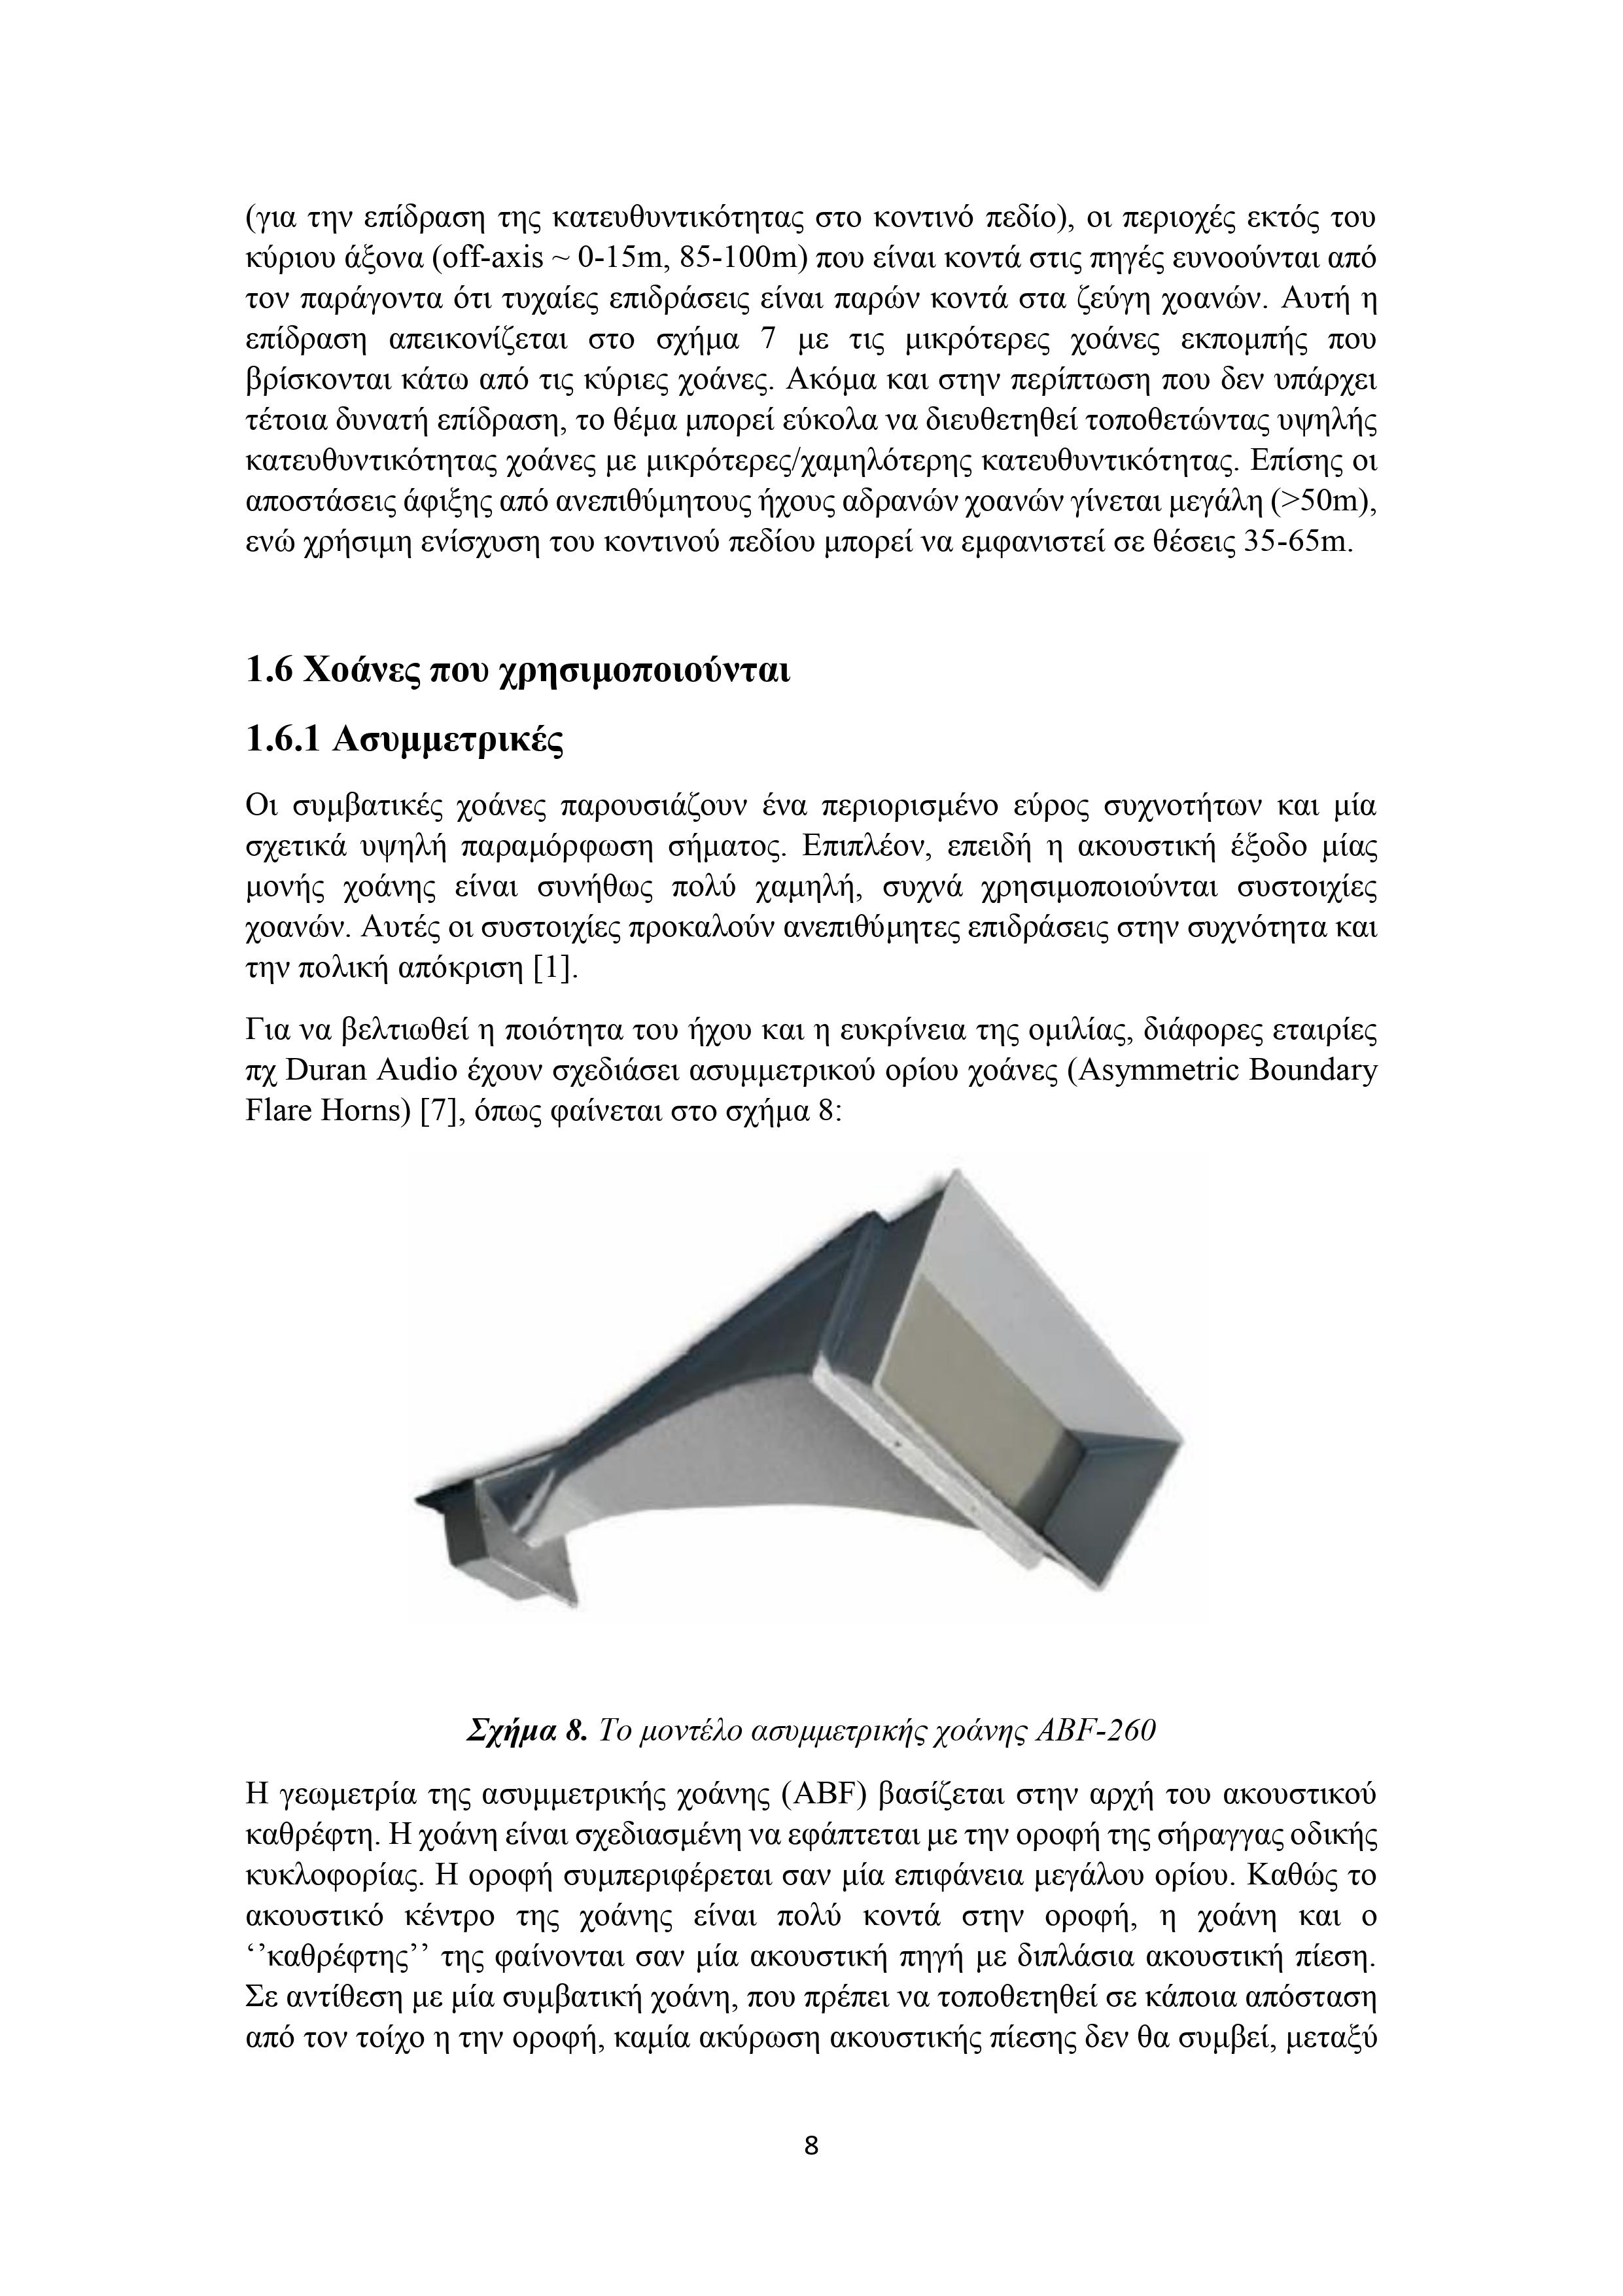 (για την επίδραση της κατευθυντικότητας στο κοντινό πεδίο), οι περιοχές εκτός του
κύριου άξονα (off-axis ~ 0-15m, 85-100m) που είναι κοντά στις πηγές ευνοούνται από
τον παράγοντα ότι τυχαίες επιδράσεις είναι παρών κοντά στα ζεύγη χοανών. Αυτή η
επίδραση απεικονίζεται στο σχήμα 7 με τις μικρότερες χοάνες εκπομπής που
βρίσκονται κάτω από τις κύριες χοάνες. Ακόμα και στην περίπτωση που δεν υπάρχει
τέτοια δυνατή επίδραση, το θέμα μπορεί εύκολα να διευθετηθεί τοποθετώντας υψηλής
κατευθυντικότητας χοάνες με μικρότερες/χαμηλότερης κατευθυντικότητας. Επίσης οι
αποστάσεις άφιξης από ανεπιθύμητους ήχους αδρανών χοανών γίνεται μεγάλη (>50m),
ενώ χρήσιμη ενίσχυση του κοντινού πεδίου μπορεί να εμφανιστεί σε θέσεις 35-65m.
1.6 Χοάνες που χρησιμοποιούνται
1.6.1 Ασυμμετρικές
Οι συμβατικές χοάνες παρουσιάζουν ένα περιορισμένο εύρος συχνοτήτων και μία
σχετικά υψηλή παραμόρφωση σήματος. Επιπλέον, επειδή η ακουστική έξοδο μίας
μονής χοάνης είναι συνήθως πολύ χαμηλή, συχνά χρησιμοποιούνται συστοιχίες
χοανών. Αυτές οι συστοιχίες προκαλούν ανεπιθύμητες επιδράσεις στην συχνότητα και
την πολική απόκριση [1].
Για να βελτιωθεί η ποιότητα του ήχου και η ευκρίνεια της ομιλίας, διάφορες εταιρίες
πχ Duran Audio έχουν σχεδιάσει ασυμμετρικού ορίου χοάνες (Asymmetric Boundary
Flare Horns) [7], όπως φαίνεται στο σχήμα 8:
Σχήμα 8. Το μοντέλο ασυμμετρικής χοάνης ABF-260
Η γεωμετρία της ασυμμετρικής χοάνης (ABF) βασίζεται στην αρχή του ακουστικού
καθρέφτη. Η χοάνη είναι σχεδιασμένη να εφάπτεται με την οροφή της σήραγγας οδικής
κυκλοφορίας. Η οροφή συμπεριφέρεται σαν μία επιφάνεια μεγάλου ορίου. Καθώς το
ακουστικό κέντρο της χοάνης είναι πολύ κοντά στην οροφή, η χοάνη και ο
‘’καθρέφτης’’ της φαίνονται σαν μία ακουστική πηγή με διπλάσια ακουστική πίεση.
Σε αντίθεση με μία συμβατική χοάνη, που πρέπει να τοποθετηθεί σε κάποια απόσταση
από τον τοίχο η την οροφή, καμία ακύρωση ακουστικής πίεσης δεν θα συμβεί, μεταξύ
8